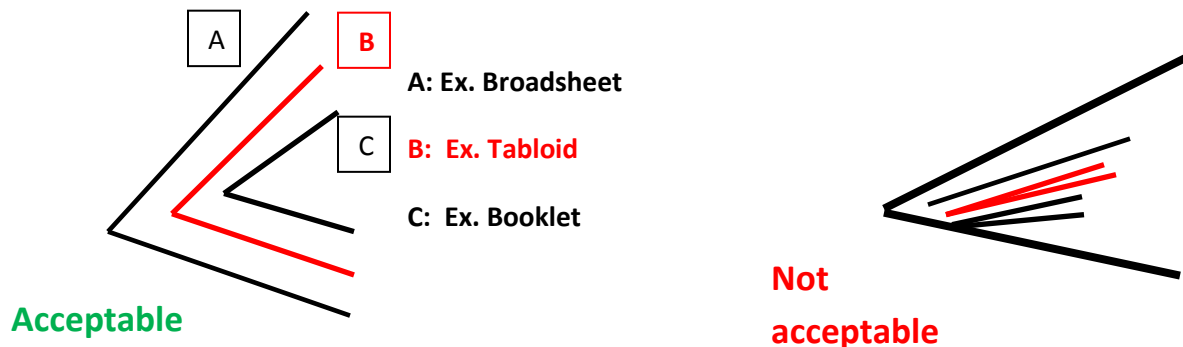 A
B
A: Ex. Broadsheet
C
B:  Ex. Tabloid
C:  Ex. Booklet
Acceptable
Not
acceptable